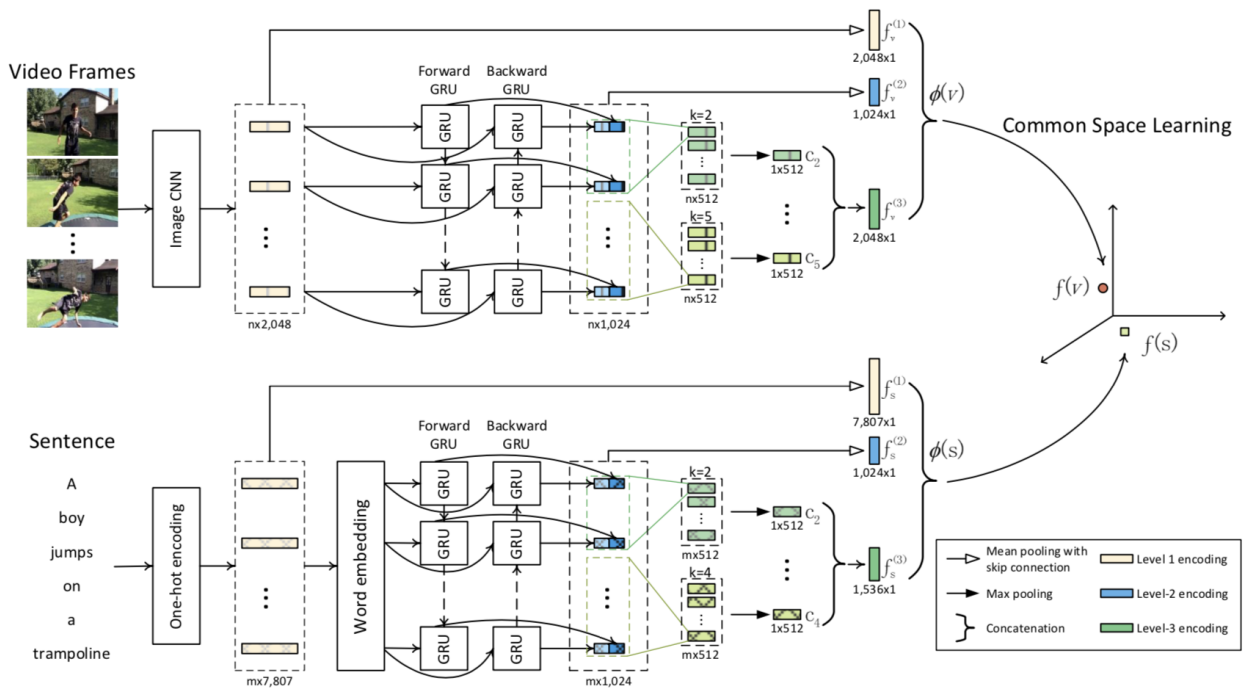 Video Frames
Image CNN
nx2,048
Forward
GRU
Backward
GRU
GRU
GRU
GRU
GRU
GRU
GRU
nx1,024
k=2
nx512
k=5
nx512
C₂
1x512
C₅
1x512
f_v^(1)
2,048x1
f_v^(2)
1,024x1
f_v^(3)
2,048x1
ϕ(v)
Common Space Learning
f(v)
f(s)
Sentence
A
boy
jumps
on
a
trampoline
One-hot encoding
mx7,807
Word embedding
Forward
GRU
Backward
GRU
GRU
GRU
GRU
GRU
GRU
GRU
mx1,024
k=2
mx512
k=4
mx512
C₂
1x512
C₄
1x512
f_s^(1)
7,807x1
f_s^(2)
1,024x1
f_s^(3)
1,536x1
ϕ(s)
Mean pooling with
skip connection
Max pooling
Concatenation
Level 1 encoding
Level-2 encoding
Level-3 encoding